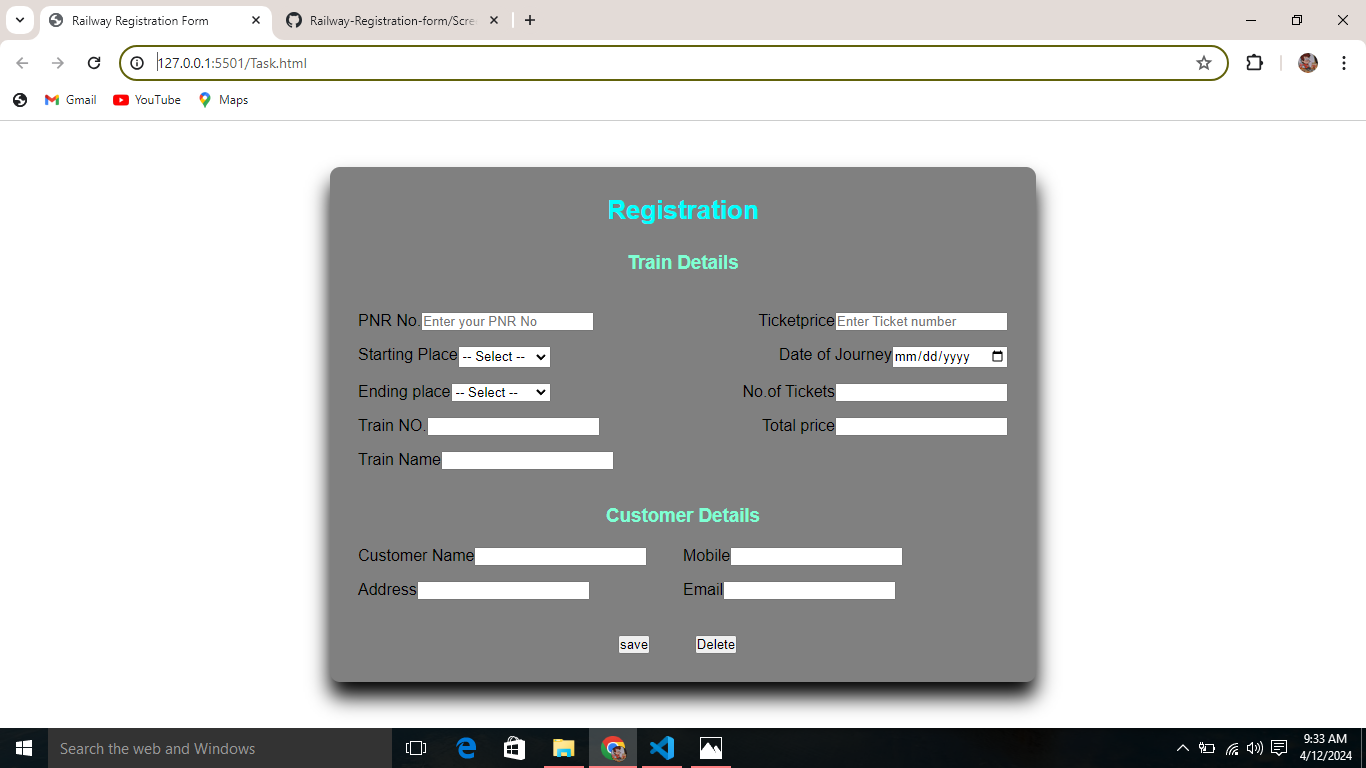 Railway Registration Form
Railway-Registration-form/Scree
127.0.0.1:5501/Task.html
Gmail
YouTube
Maps
Registration
Train Details
PNR No. Enter your PNR No
Ticketprice Enter Ticket number
Starting Place -- Select --
Date of Journey mm/dd/yyyy
Ending place -- Select --
No.of Tickets
Train NO.
Total price
Train Name
Customer Details
Customer Name
Mobile
Address
Email
save
Delete
Search the web and Windows
9:33 AM
4/12/2024